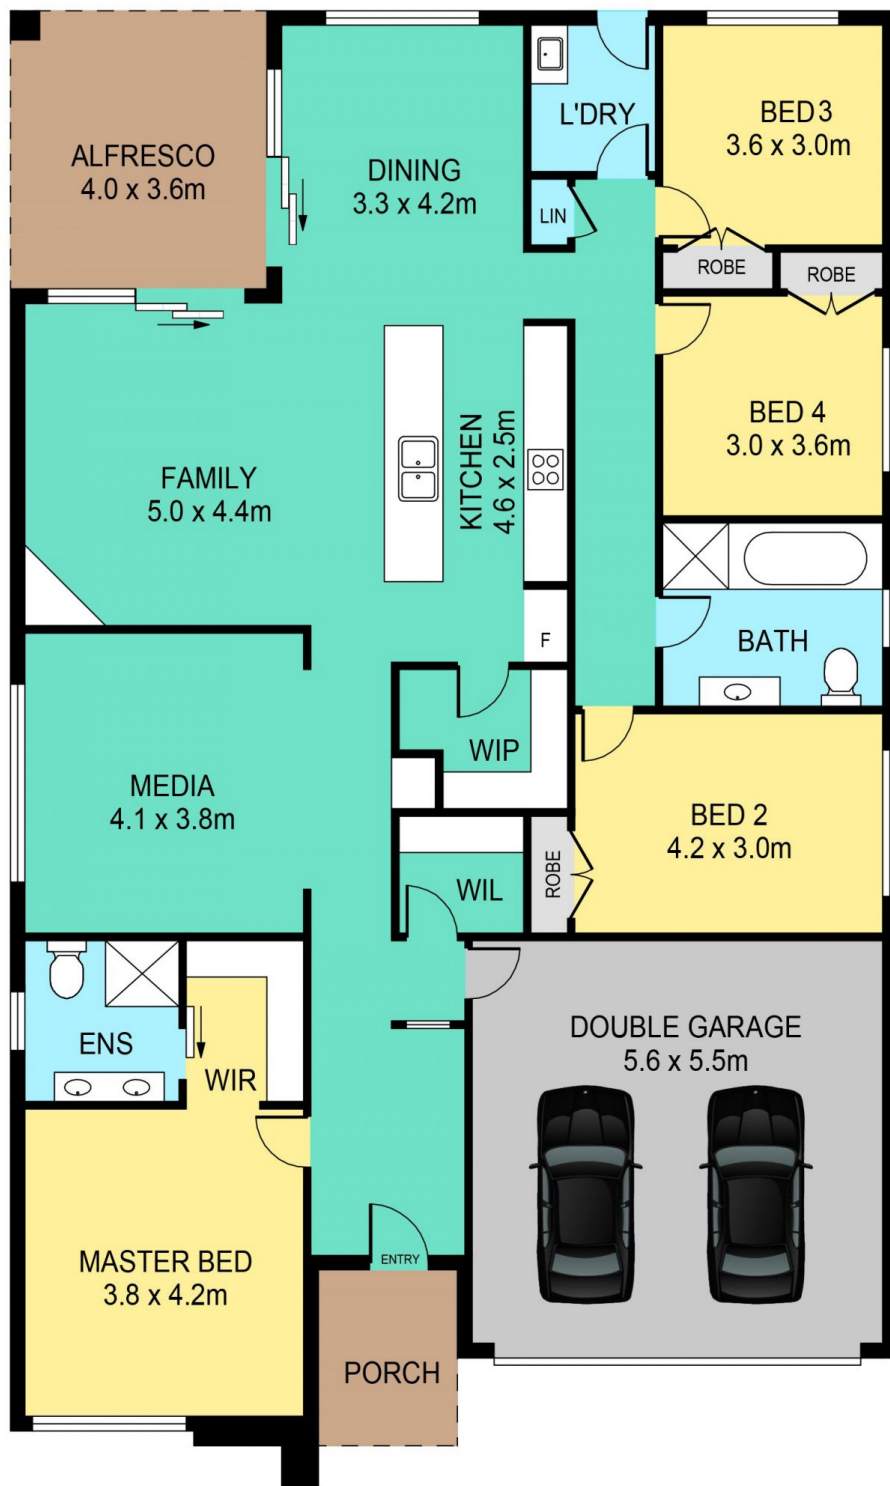 ALFRESCO
4.0 x 3.6m
DINING
3.3 x 4.2m
L'DRY
LIN
BED 3
3.6 x 3.0m
ROBE
ROBE
BED 4
3.0 x 3.6m
FAMILY
5.0 x 4.4m
KITCHEN
4.6 x 2.5m
F
BATH
WIP
MEDIA
4.1 x 3.8m
BED 2
4.2 x 3.0m
ROBE
WIL
ENS
WIR
DOUBLE GARAGE
5.6 x 5.5m
MASTER BED
3.8 x 4.2m
ENTRY
PORCH